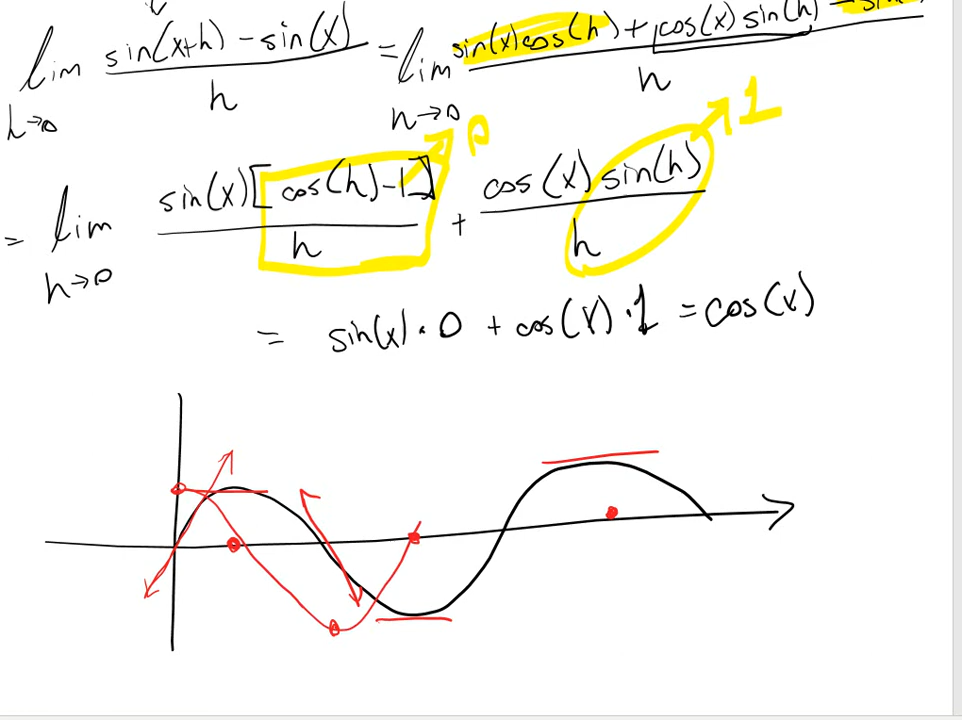 lim h→0 sin(x+h) - sin(x) / h = lim h→0 sin(x)cos(h) + cos(x) sin(h) - / h
= lim h→0 sin(x)[cos(h)-1] / h + cos(x) sin(h) / h
0 1
= sin(x) · 0 + cos(x) · 1 = cos(x)